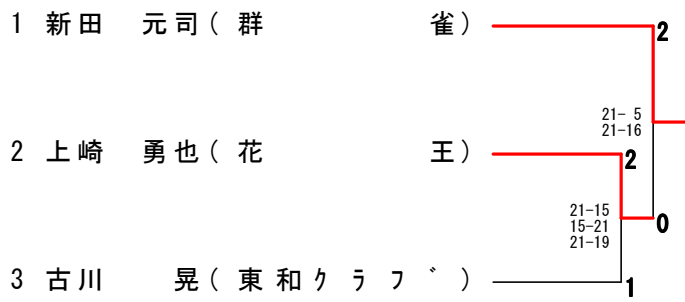 1 新田 元司( 群 雀) 2
21- 5
21-16
2 上崎 勇也( 花 王) 2
21-15
15-21
21-19
0
3 古川 晃( 東和ｸﾗﾌﾞ) 1